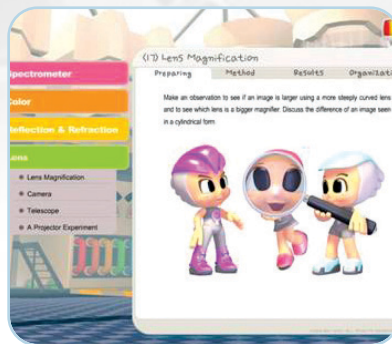 (17) Lens Magnification
Preparing Method Results Organizati
Spectrometer
Color
Reflection & Refraction
Lens
Lens Magnification
Camera
Telescope
A Projector Experiment
Make an observation to see if an image is larger using a more steeply curved lens
and to see which lens is a bigger magnifier. Discuss the difference of an image seen
in a cylindrical form